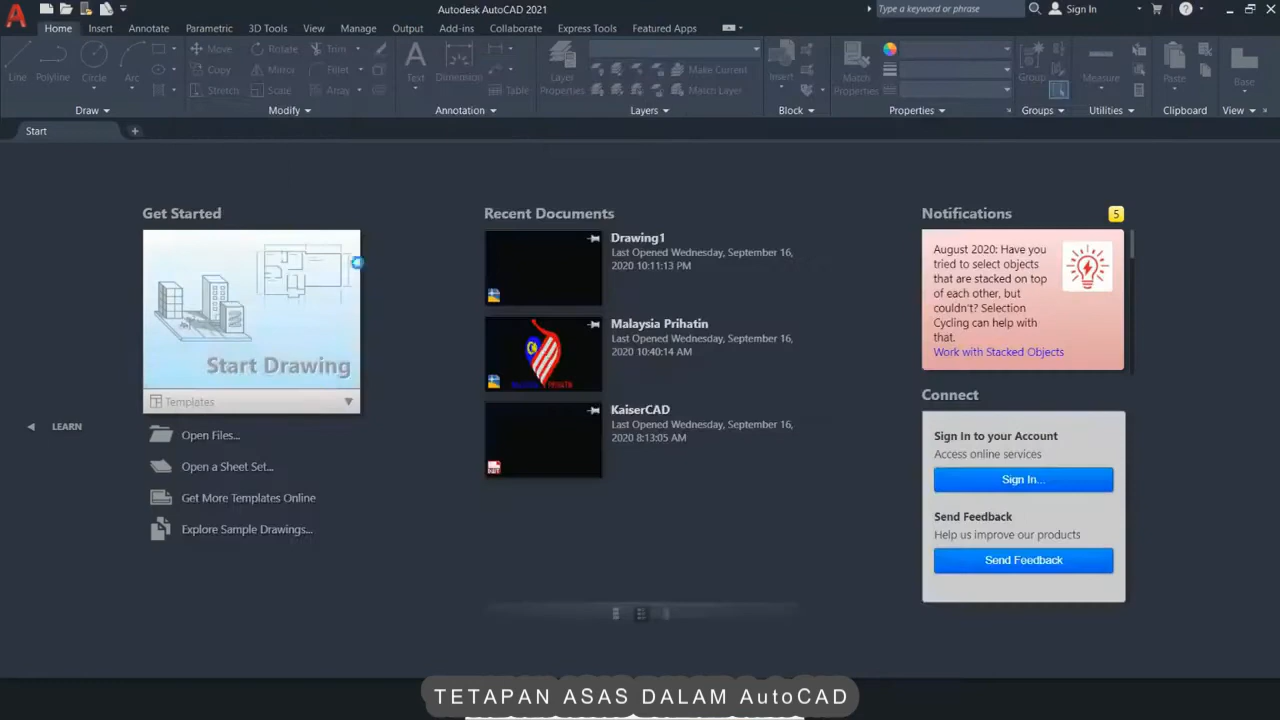 Autodesk AutoCAD 2021
Type a keyword or phrase
Sign In
Home Insert Annotate Parametric 3D Tools View Manage Output Add-ins Collaborate Express Tools Featured Apps
Line Polyline Circle Arc
Move Rotate Trim
Copy Mirror Fillet
Stretch Scale Array
Text Dimension Table
Layer Properties
Make Current
Match Layer
Insert
Match Properties
Group
Measure
Paste
Base
Draw Modify Annotation Layers Block Properties Groups Utilities Clipboard View
Start
Get Started
Start Drawing
Templates
Open Files...
Open a Sheet Set...
Get More Templates Online
Explore Sample Drawings...
LEARN
Recent Documents
Drawing1
Last Opened Wednesday, September 16,
2020 10:11:13 PM
Malaysia Prihatin
Last Opened Wednesday, September 16,
2020 10:40:14 AM
MALAYSIA PRIHATIN
KaiserCAD
Last Opened Wednesday, September 16,
2020 8:13:05 AM
Notifications
5
August 2020: Have you
tried to select objects
that are stacked on top
of each other, but
couldn't? Selection
Cycling can help with
that.
Work with Stacked Objects
Connect
Sign In to your Account
Access online services
Sign In...
Send Feedback
Help us improve our products
Send Feedback
TETAPAN ASAS DALAM AutoCAD